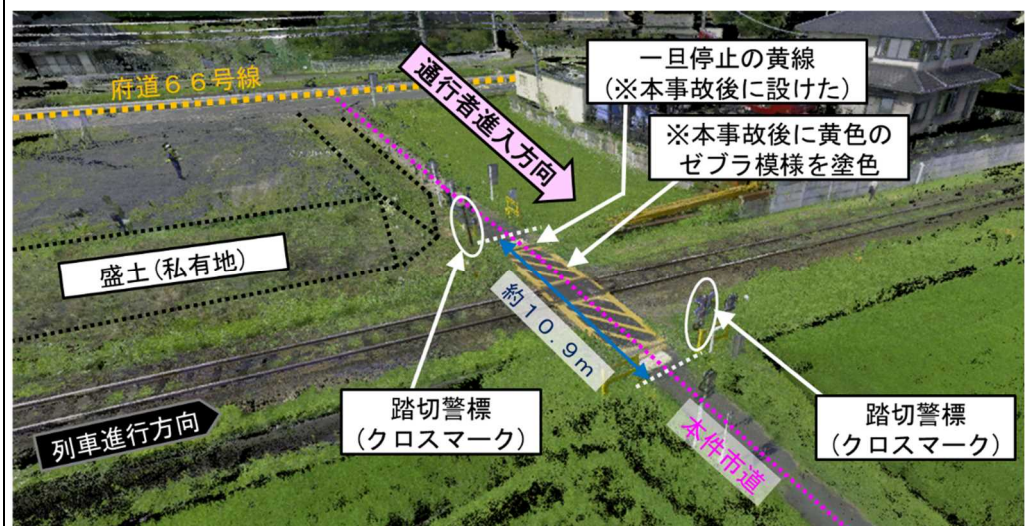 府道６６号線
通行者進入方向
一旦停止の黄線
(※本事故後に設けた)
※本事故後に黄色の
ゼブラ模様を塗色
盛土(私有地)
約１０.９ｍ
踏切警標
(クロスマーク)
踏切警標
(クロスマーク)
列車進行方向
本件市道